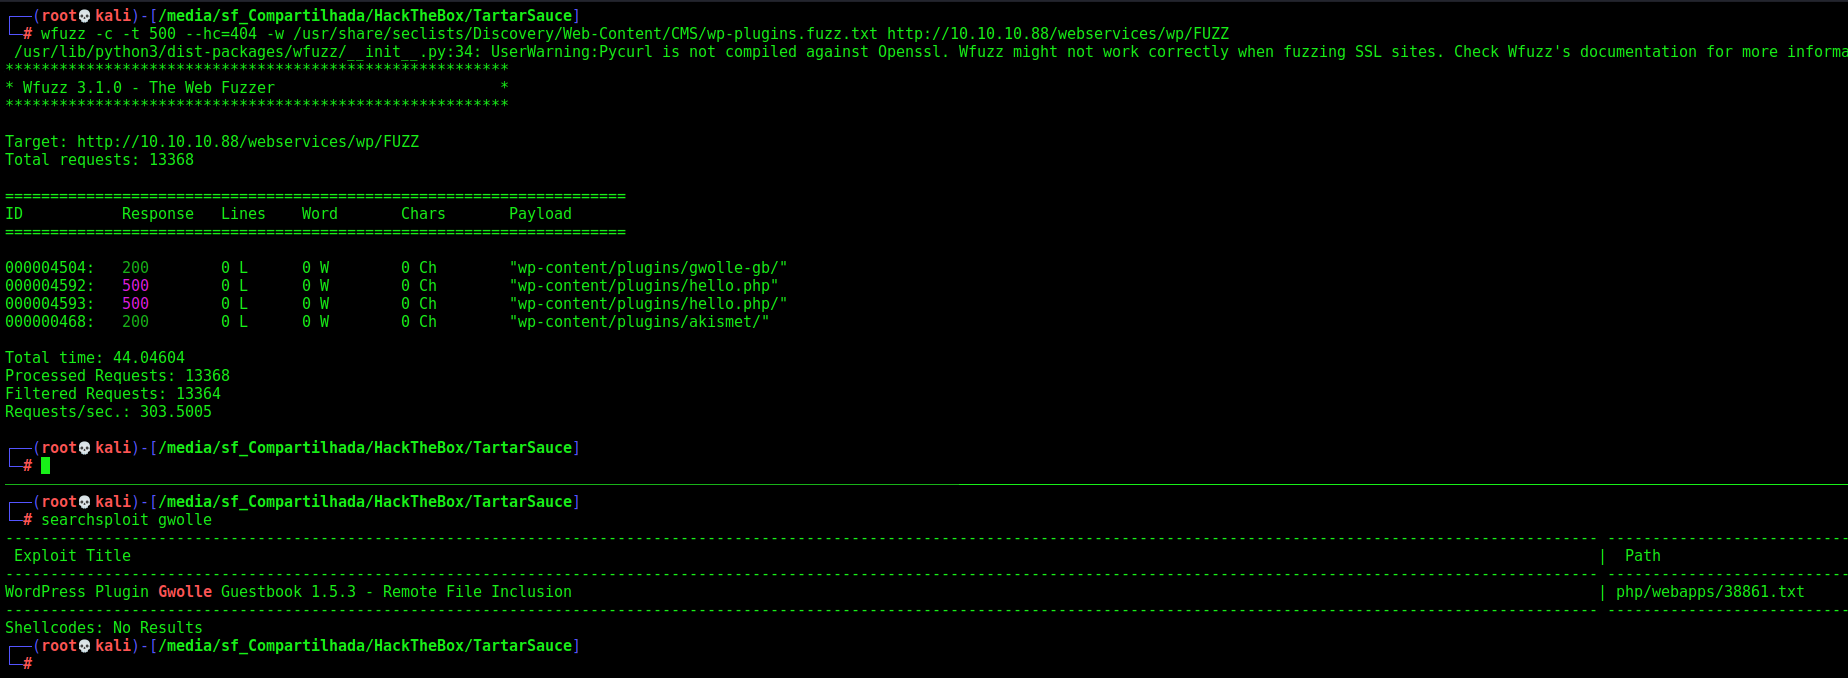 ┌──(root💀kali)-[/media/sf_Compartilhada/HackTheBox/TartarSauce]
└─# wfuzz -c -t 500 --hc=404 -w /usr/share/seclists/Discovery/Web-Content/CMS/wp-plugins.fuzz.txt http://10.10.10.88/webservices/wp/FUZZ
 /usr/lib/python3/dist-packages/wfuzz/__init__.py:34: UserWarning:Pycurl is not compiled against Openssl. Wfuzz might not work correctly when fuzzing SSL sites. Check Wfuzz's documentation for more informa
********************************************************
* Wfuzz 3.1.0 - The Web Fuzzer                         *
********************************************************
Target: http://10.10.10.88/webservices/wp/FUZZ
Total requests: 13368
=====================================================================
ID           Response   Lines    Word       Chars       Payload
=====================================================================
000004504:   200        0 L      0 W        0 Ch        "wp-content/plugins/gwolle-gb/"
000004592:   500        0 L      0 W        0 Ch        "wp-content/plugins/hello.php"
000004593:   500        0 L      0 W        0 Ch        "wp-content/plugins/hello.php/"
000000468:   200        0 L      0 W        0 Ch        "wp-content/plugins/akismet/"
Total time: 44.04604
Processed Requests: 13368
Filtered Requests: 13364
Requests/sec.: 303.5005
┌──(root💀kali)-[/media/sf_Compartilhada/HackTheBox/TartarSauce]
└─#
┌──(root💀kali)-[/media/sf_Compartilhada/HackTheBox/TartarSauce]
└─# searchsploit gwolle
 Exploit Title | Path
WordPress Plugin Gwolle Guestbook 1.5.3 - Remote File Inclusion | php/webapps/38861.txt
Shellcodes: No Results
┌──(root💀kali)-[/media/sf_Compartilhada/HackTheBox/TartarSauce]
└─#